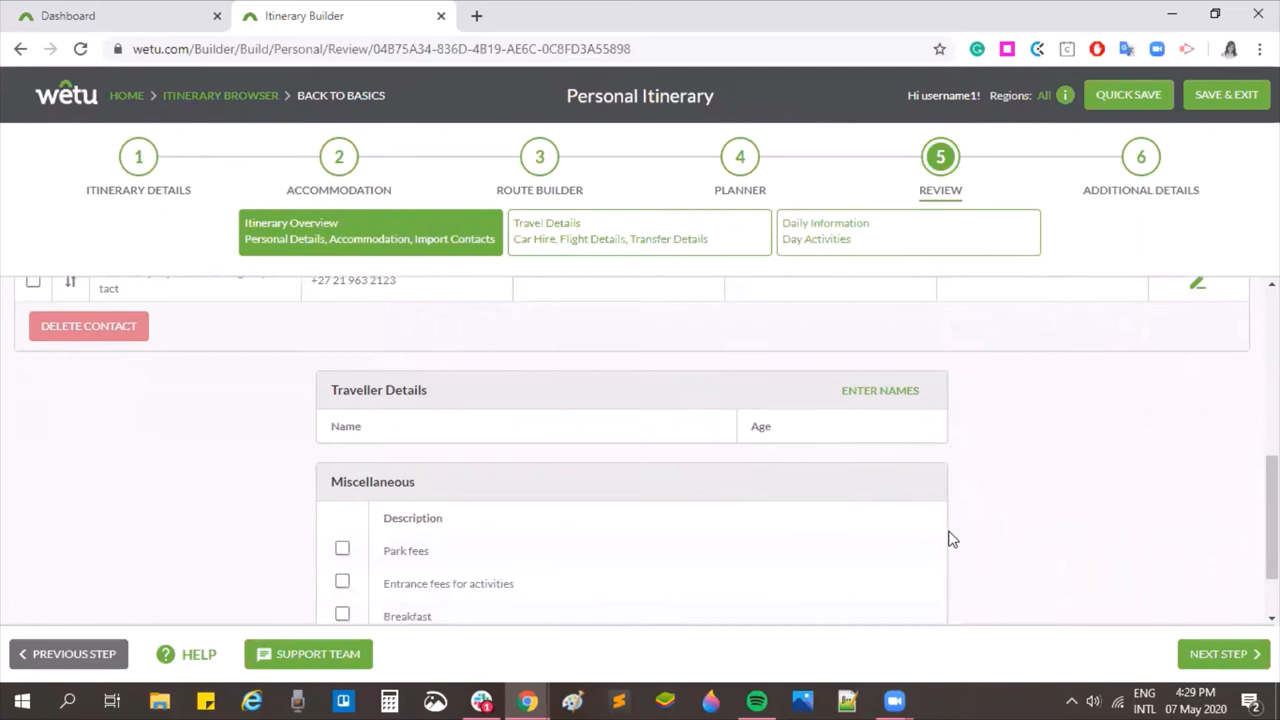 Dashboard
Itinerary Builder
wetu.com/Builder/Build/Personal/Review/04B75A34-836D-4B19-AE6C-0C8FD3A55898
wetu HOME > ITINERARY BROWSER > BACK TO BASICS
Personal Itinerary
Hi username1! Regions: All i
QUICK SAVE
SAVE & EXIT
1 2 3 4 5 6
ITINERARY DETAILS ACCOMMODATION ROUTE BUILDER PLANNER REVIEW ADDITIONAL DETAILS
Itinerary Overview
Personal Details, Accommodation, Import Contacts
Travel Details
Car Hire, Flight Details, Transfer Details
Daily Information
Day Activities
tact
+27 21 963 2123
DELETE CONTACT
Traveller Details ENTER NAMES
Name Age
Miscellaneous
Description
Park fees
Entrance fees for activities
Breakfast
PREVIOUS STEP
HELP
SUPPORT TEAM
NEXT STEP
ENG
INTL
4:29 PM
07 May 2020